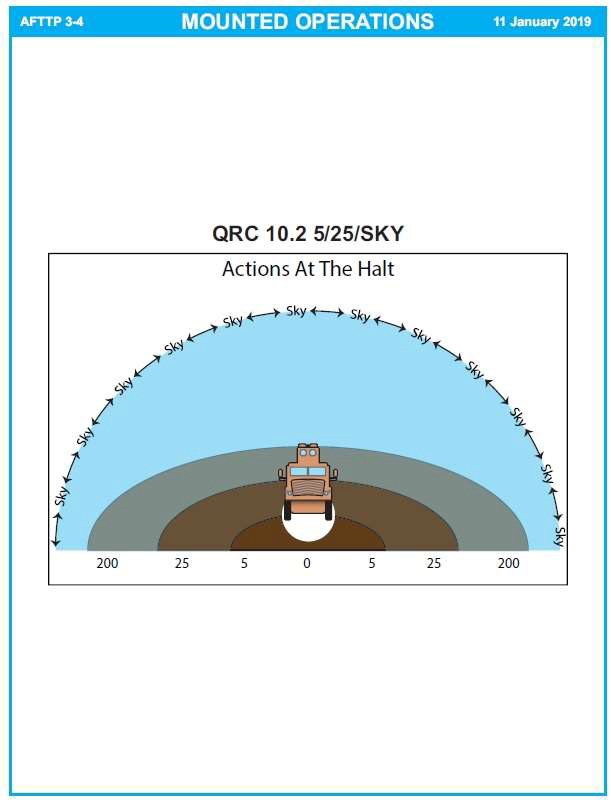 AFTTP 3-4 MOUNTED OPERATIONS 11 January 2019
QRC 10.2 5/25/SKY
Actions At The Halt
Sky Sky Sky Sky Sky Sky Sky Sky Sky Sky Sky Sky
200 25 5 0 5 25 200